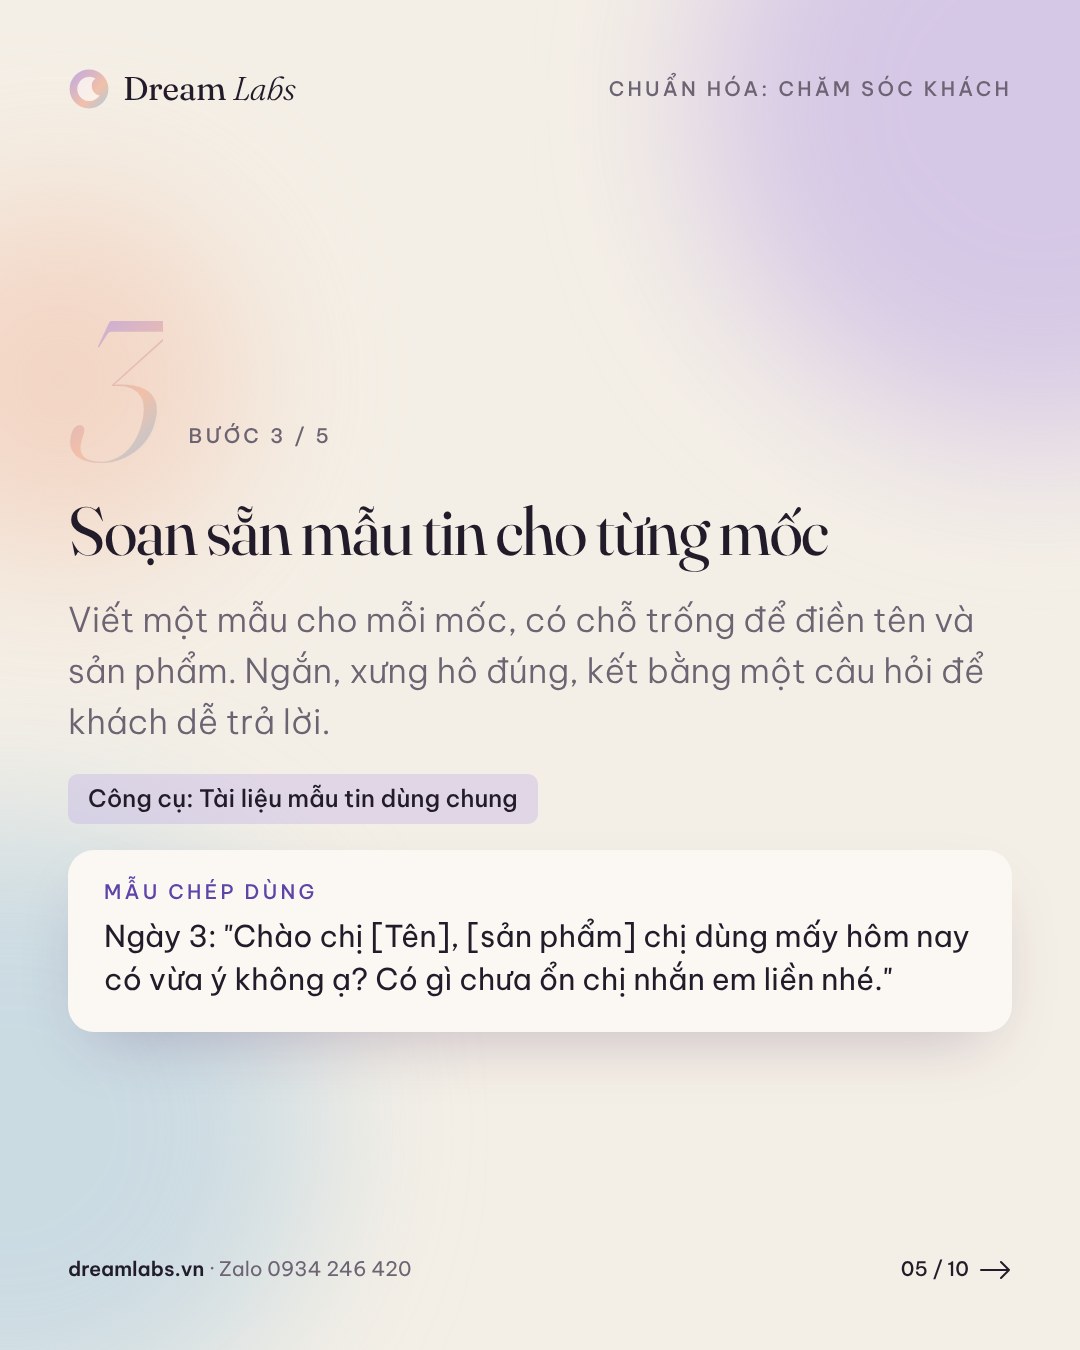 Dream Labs
CHUẨN HÓA: CHĂM SÓC KHÁCH
3
BƯỚC 3 / 5
Soạn sẵn mẫu tin cho từng mốc
Viết một mẫu cho mỗi mốc, có chỗ trống để điền tên và
sản phẩm. Ngắn, xưng hô đúng, kết bằng một câu hỏi để
khách dễ trả lời.
Công cụ: Tài liệu mẫu tin dùng chung
MẪU CHÉP DÙNG
Ngày 3: "Chào chị [Tên], [sản phẩm] chị dùng mấy hôm nay
có vừa ý không ạ? Có gì chưa ổn chị nhắn em liền nhé."
dreamlabs.vn · Zalo 0934 246 420
05 / 10 →